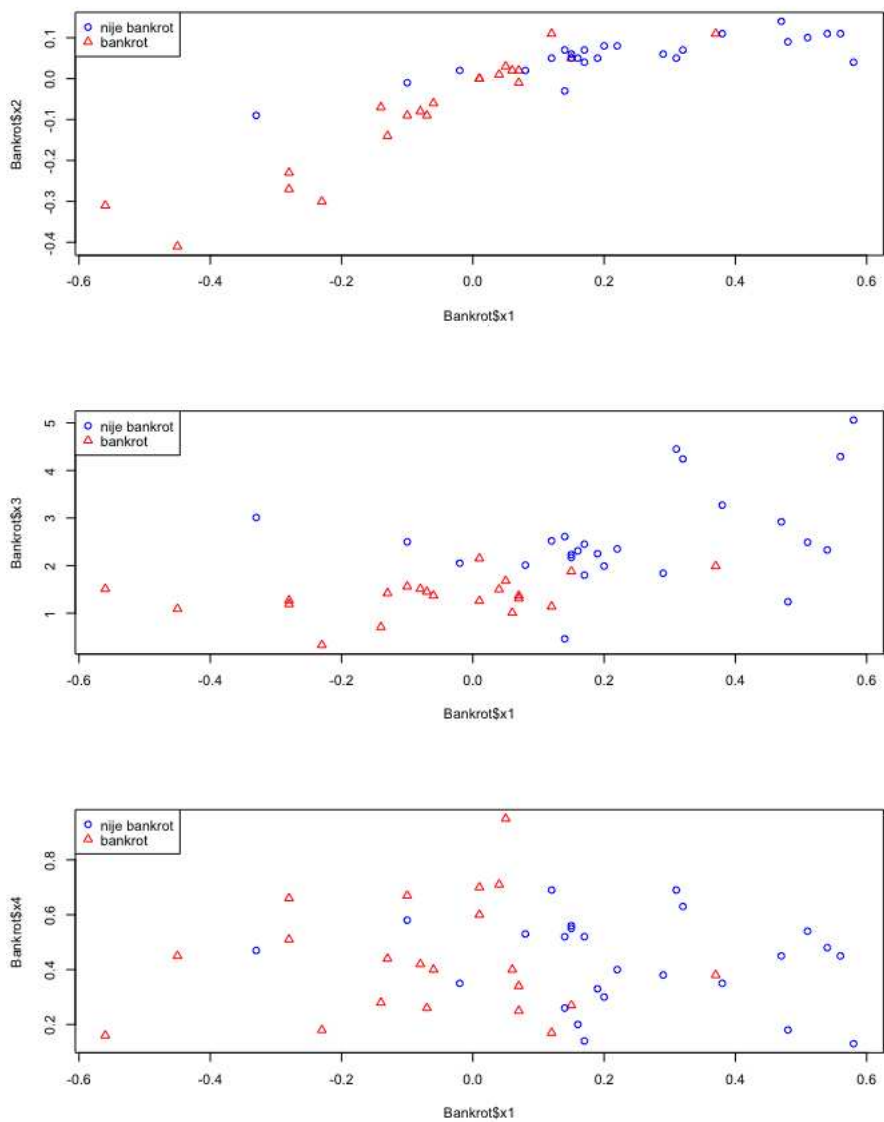 nije bankrot
bankrot
Bankrot$x2
0.1
0.0
-0.1
-0.2
-0.3
-0.4
-0.6 -0.4 -0.2 0.0 0.2 0.4 0.6
Bankrot$x1
nije bankrot
bankrot
Bankrot$x3
5
4
3
2
1
-0.6 -0.4 -0.2 0.0 0.2 0.4 0.6
Bankrot$x1
nije bankrot
bankrot
Bankrot$x4
0.8
0.6
0.4
0.2
-0.6 -0.4 -0.2 0.0 0.2 0.4 0.6
Bankrot$x1